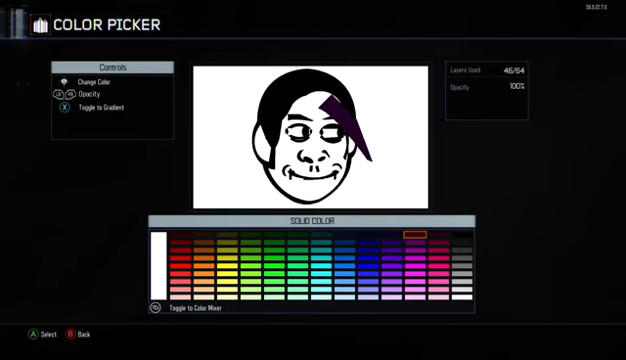 COLOR PICKER
Controls
Change Color
Opacity
X Toggle to Gradient
Layers Used 46/64
Opacity 100%
SOLID COLOR
Toggle to Color Mixer
A Select B Back